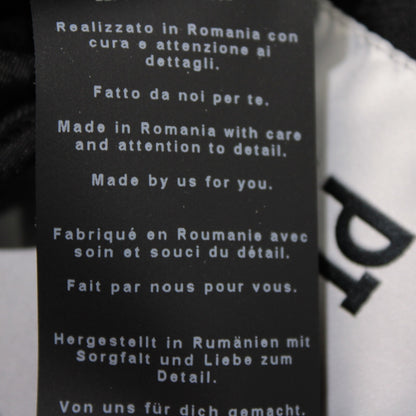 Realizzato in Romania con
cura e attenzione ai
dettagli.
Fatto da noi per te.
Made in Romania with care
and attention to detail.
Made by us for you.
Fabriqué en Roumanie avec
soin et souci du détail.
Fait par nous pour vous.
Hergestellt in Rumänien mit
Sorgfalt und Liebe zum
Detail.
Von uns für dich gemacht.